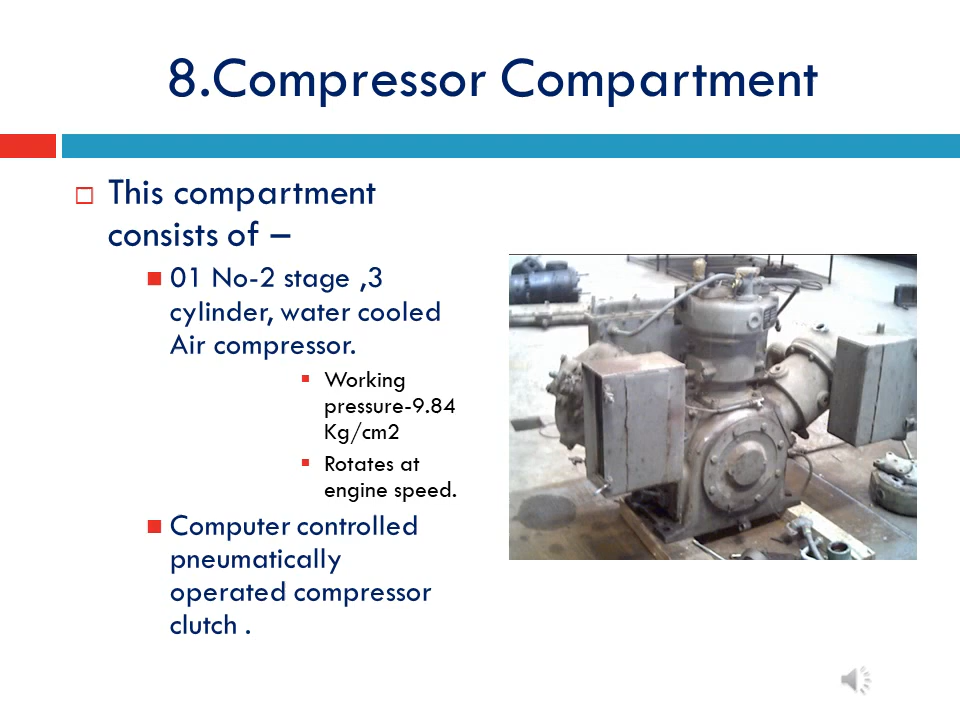 8.Compressor Compartment
This compartment
consists of –
01 No-2 stage ,3
cylinder, water cooled
Air compressor.
Working
pressure-9.84
Kg/cm2
Rotates at
engine speed.
Computer controlled
pneumatically
operated compressor
clutch .